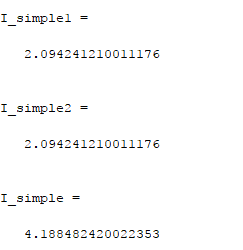 I_simple1 =
2.094241210011176
I_simple2 =
2.094241210011176
I_simple =
4.188482420022353